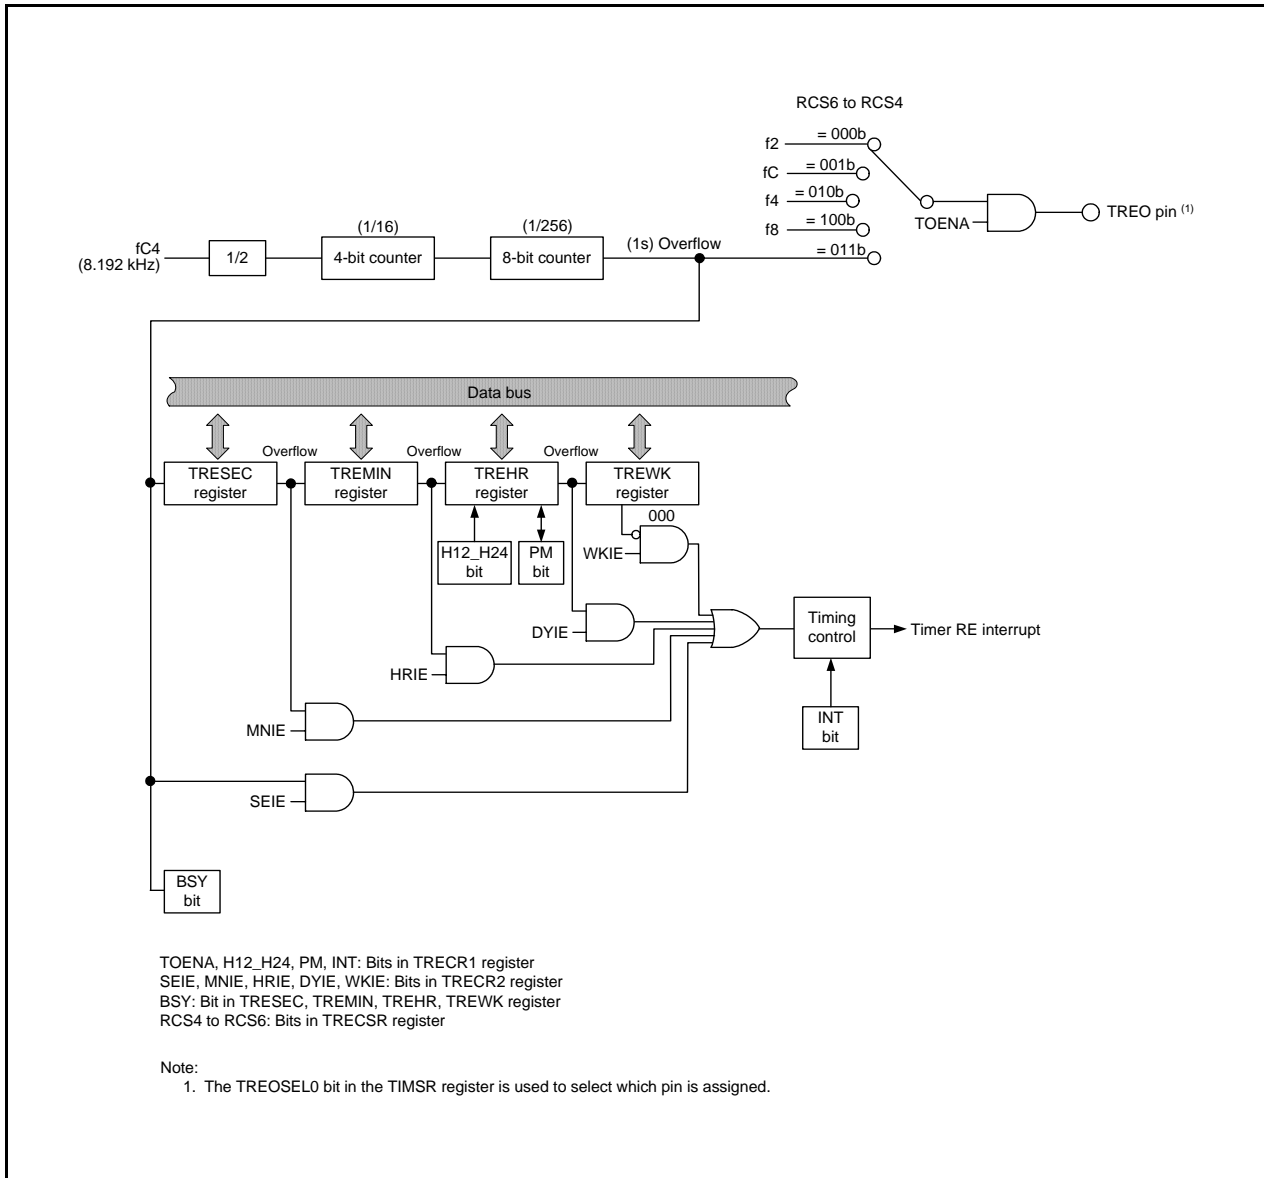 RCS6 to RCS4
f2 = 000b
fC = 001b
f4 = 010b
TOENA
TREO pin (1)
f8 = 100b
= 011b
fC4
(8.192 kHz)
1/2
(1/16)
4-bit counter
(1/256)
8-bit counter
(1s) Overflow
Data bus
Overflow
Overflow
Overflow
TRESEC
register
TREMIN
register
TREHR
register
TREWK
register
000
H12_H24
bit
PM
bit
WKIE
DYIE
HRIE
MNIE
SEIE
Timing
control
Timer RE interrupt
INT
bit
BSY
bit
TOENA, H12_H24, PM, INT: Bits in TRECR1 register
SEIE, MNIE, HRIE, DYIE, WKIE: Bits in TRECR2 register
BSY: Bit in TRESEC, TREMIN, TREHR, TREWK register
RCS4 to RCS6: Bits in TRECSR register
Note:
1. The TREOSEL0 bit in the TIMSR register is used to select which pin is assigned.